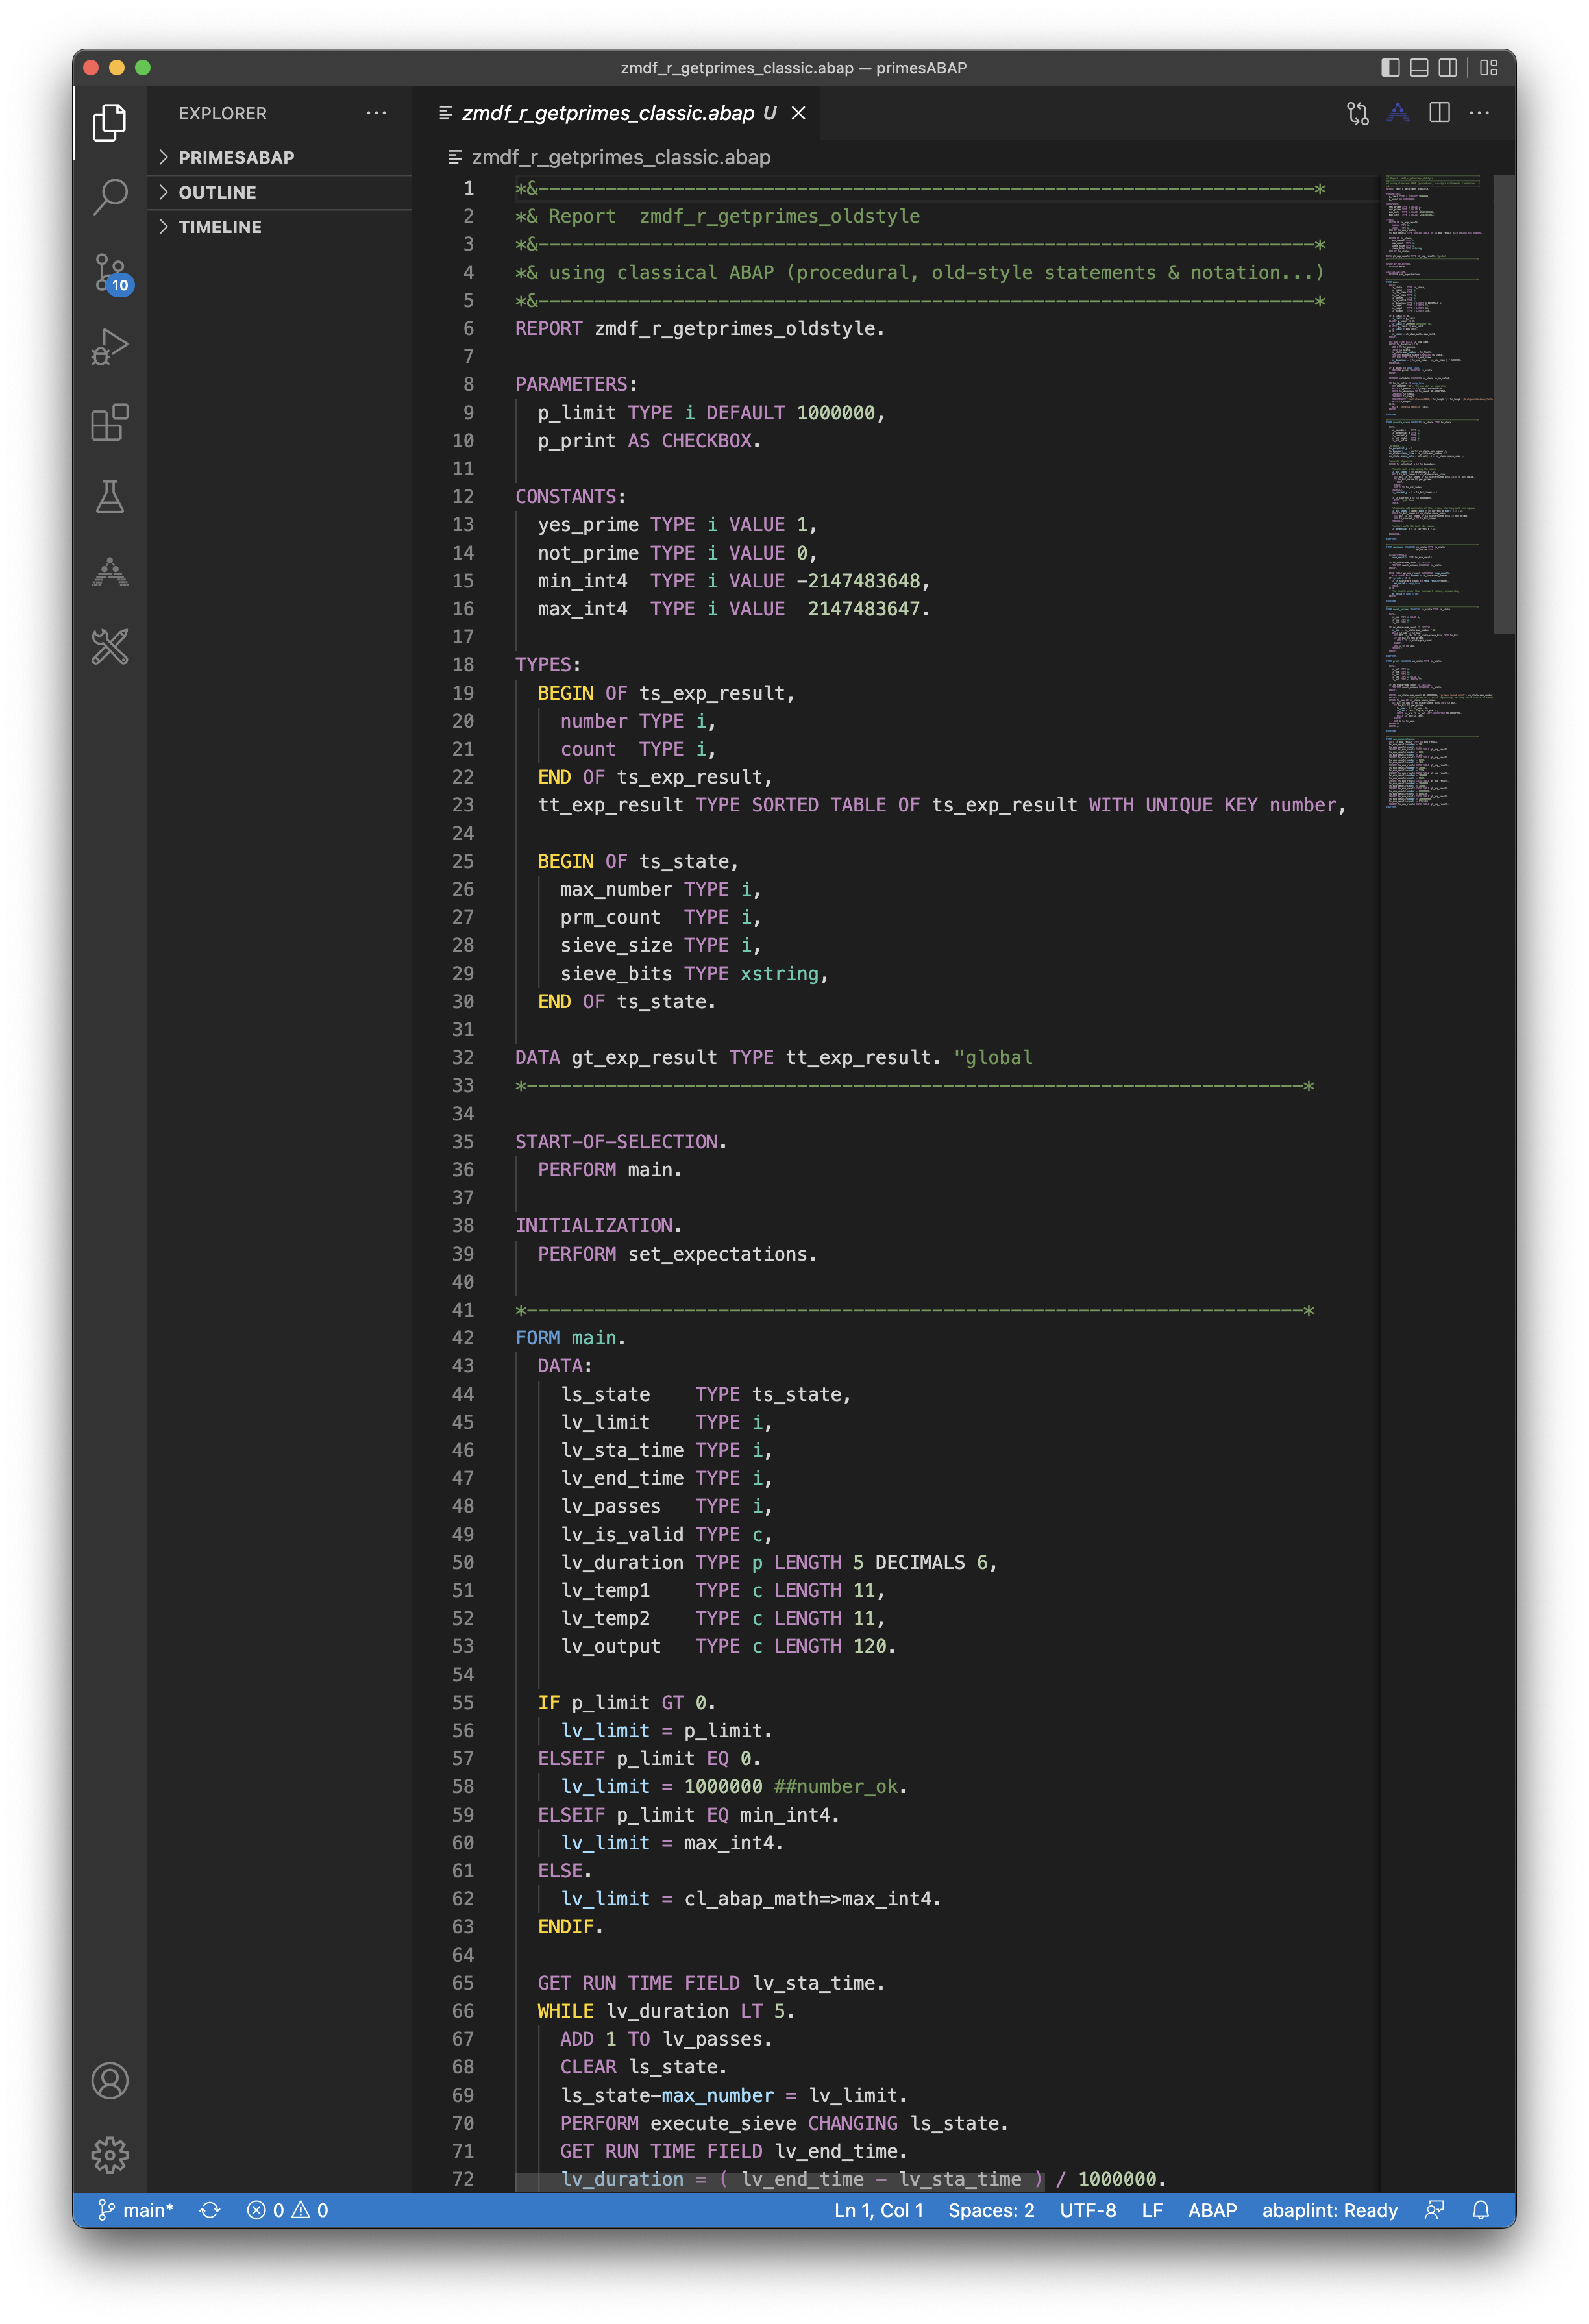 zmdf_r_getprimes_classic.abap — primesABAP
EXPLORER
PRIMESABAP
OUTLINE
TIMELINE
10
zmdf_r_getprimes_classic.abap U
zmdf_r_getprimes_classic.abap
1 *&---------------------------------------------------------------------*
2 *& Report  zmdf_r_getprimes_oldstyle
3 *&---------------------------------------------------------------------*
4 *& using classical ABAP (procedural, old-style statements & notation...)
5 *&---------------------------------------------------------------------*
6 REPORT zmdf_r_getprimes_oldstyle.
7
8 PARAMETERS:
9   p_limit TYPE i DEFAULT 1000000,
10   p_print AS CHECKBOX.
11
12 CONSTANTS:
13   yes_prime TYPE i VALUE 1,
14   not_prime TYPE i VALUE 0,
15   min_int4  TYPE i VALUE -2147483648,
16   max_int4  TYPE i VALUE  2147483647.
17
18 TYPES:
19   BEGIN OF ts_exp_result,
20     number TYPE i,
21     count  TYPE i,
22   END OF ts_exp_result,
23   tt_exp_result TYPE SORTED TABLE OF ts_exp_result WITH UNIQUE KEY number,
24
25   BEGIN OF ts_state,
26     max_number TYPE i,
27     prm_count  TYPE i,
28     sieve_size TYPE i,
29     sieve_bits TYPE xstring,
30   END OF ts_state.
31
32 DATA gt_exp_result TYPE tt_exp_result. "global
33 *---------------------------------------------------------------------*
34
35 START-OF-SELECTION.
36   PERFORM main.
37
38 INITIALIZATION.
39   PERFORM set_expectations.
40
41 *---------------------------------------------------------------------*
42 FORM main.
43   DATA:
44     ls_state    TYPE ts_state,
45     lv_limit    TYPE i,
46     lv_sta_time TYPE i,
47     lv_end_time TYPE i,
48     lv_passes   TYPE i,
49     lv_is_valid TYPE c,
50     lv_duration TYPE p LENGTH 5 DECIMALS 6,
51     lv_temp1    TYPE c LENGTH 11,
52     lv_temp2    TYPE c LENGTH 11,
53     lv_output   TYPE c LENGTH 120.
54
55   IF p_limit GT 0.
56     lv_limit = p_limit.
57   ELSEIF p_limit EQ 0.
58     lv_limit = 1000000 ##number_ok.
59   ELSEIF p_limit EQ min_int4.
60     lv_limit = max_int4.
61   ELSE.
62     lv_limit = cl_abap_math=>max_int4.
63   ENDIF.
64
65   GET RUN TIME FIELD lv_sta_time.
66   WHILE lv_duration LT 5.
67     ADD 1 TO lv_passes.
68     CLEAR ls_state.
69     ls_state-max_number = lv_limit.
70     PERFORM execute_sieve CHANGING ls_state.
71     GET RUN TIME FIELD lv_end_time.
72     lv_duration = ( lv_end_time - lv_sta_time ) / 1000000.
main* 0 0 Ln 1, Col 1 Spaces: 2 UTF-8 LF ABAP abaplint: Ready